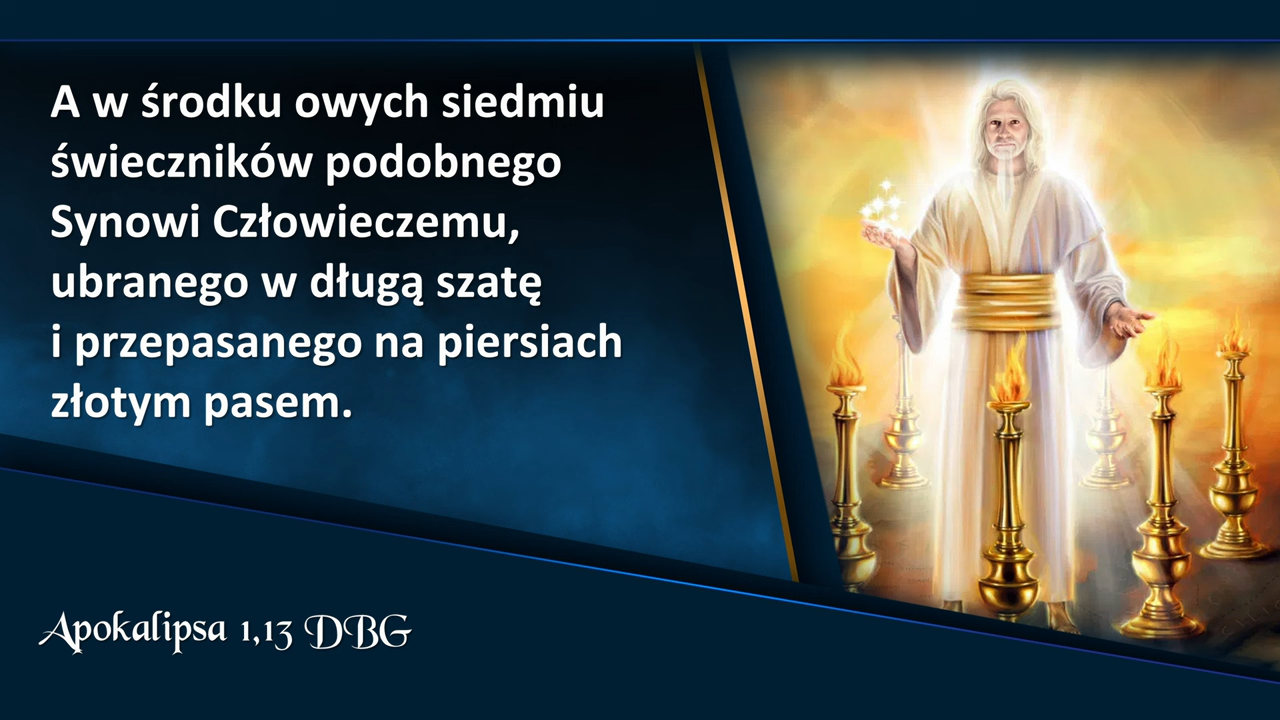 A w środku owych siedmiu
świeczników podobnego
Synowi Człowieczemu,
ubranego w długą szatę
i przepasanego na piersiach
złotym pasem.
Apokalipsa 1,13 DBG